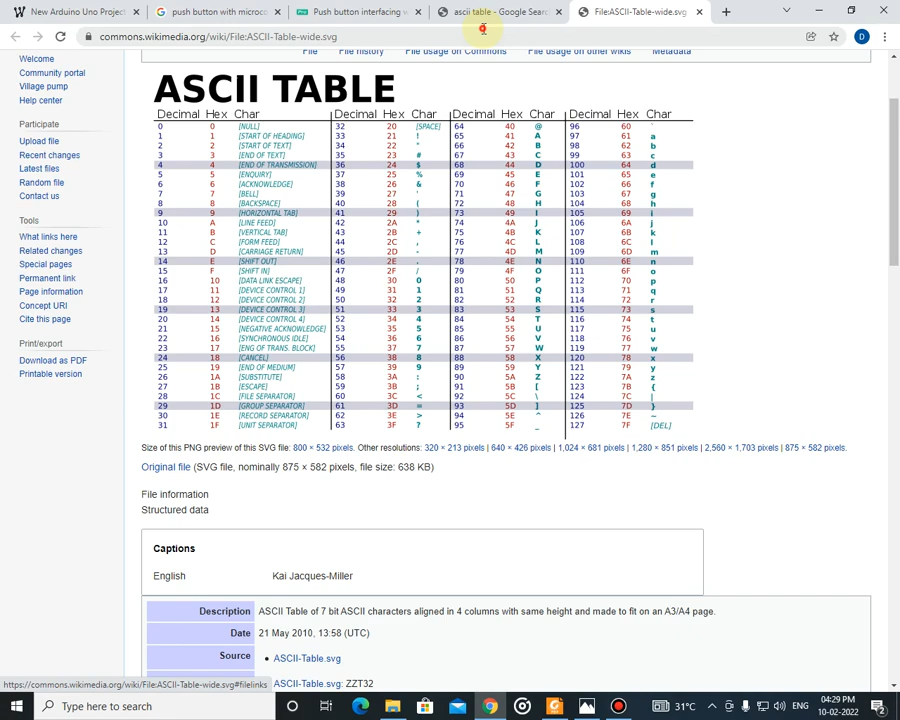 New Arduino Uno Project
push button with microc
Push button interfacing w
ascii table - Google Searc
File:ASCII-Table-wide.svg
commons.wikimedia.org/wiki/File:ASCII-Table-wide.svg
D
File File history File usage on Commons File usage on other wikis Metadata
Welcome
Community portal
Village pump
Help center
Participate
Upload file
Recent changes
Latest files
Random file
Contact us
Tools
What links here
Related changes
Special pages
Permanent link
Page information
Concept URI
Cite this page
Print/export
Download as PDF
Printable version
ASCII TABLE
Decimal Hex Char Decimal Hex Char Decimal Hex Char Decimal Hex Char
0 0 [NULL] 32 20 [SPACE] 64 40 @ 96 60 `
1 1 [START OF HEADING] 33 21 ! 65 41 A 97 61 a
2 2 [START OF TEXT] 34 22 " 66 42 B 98 62 b
3 3 [END OF TEXT] 35 23 # 67 43 C 99 63 c
4 4 [END OF TRANSMISSION] 36 24 $ 68 44 D 100 64 d
5 5 [ENQUIRY] 37 25 % 69 45 E 101 65 e
6 6 [ACKNOWLEDGE] 38 26 & 70 46 F 102 66 f
7 7 [BELL] 39 27 ' 71 47 G 103 67 g
8 8 [BACKSPACE] 40 28 ( 72 48 H 104 68 h
9 9 [HORIZONTAL TAB] 41 29 ) 73 49 I 105 69 i
10 A [LINE FEED] 42 2A * 74 4A J 106 6A j
11 B [VERTICAL TAB] 43 2B + 75 4B K 107 6B k
12 C [FORM FEED] 44 2C , 76 4C L 108 6C l
13 D [CARRIAGE RETURN] 45 2D - 77 4D M 109 6D m
14 E [SHIFT OUT] 46 2E . 78 4E N 110 6E n
15 F [SHIFT IN] 47 2F / 79 4F O 111 6F o
16 10 [DATA LINK ESCAPE] 48 30 0 80 50 P 112 70 p
17 11 [DEVICE CONTROL 1] 49 31 1 81 51 Q 113 71 q
18 12 [DEVICE CONTROL 2] 50 32 2 82 52 R 114 72 r
19 13 [DEVICE CONTROL 3] 51 33 3 83 53 S 115 73 s
20 14 [DEVICE CONTROL 4] 52 34 4 84 54 T 116 74 t
21 15 [NEGATIVE ACKNOWLEDGE] 53 35 5 85 55 U 117 75 u
22 16 [SYNCHRONOUS IDLE] 54 36 6 86 56 V 118 76 v
23 17 [ENG OF TRANS. BLOCK] 55 37 7 87 57 W 119 77 w
24 18 [CANCEL] 56 38 8 88 58 X 120 78 x
25 19 [END OF MEDIUM] 57 39 9 89 59 Y 121 79 y
26 1A [SUBSTITUTE] 58 3A : 90 5A Z 122 7A z
27 1B [ESCAPE] 59 3B ; 91 5B [ 123 7B {
28 1C [FILE SEPARATOR] 60 3C < 92 5C \ 124 7C |
29 1D [GROUP SEPARATOR] 61 3D = 93 5D ] 125 7D }
30 1E [RECORD SEPARATOR] 62 3E > 94 5E ^ 126 7E ~
31 1F [UNIT SEPARATOR] 63 3F ? 95 5F _ 127 7F [DEL]
Size of this PNG preview of this SVG file: 800 × 532 pixels. Other resolutions: 320 × 213 pixels | 640 × 426 pixels | 1,024 × 681 pixels | 1,280 × 851 pixels | 2,560 × 1,703 pixels | 875 × 582 pixels.
Original file (SVG file, nominally 875 × 582 pixels, file size: 638 KB)
File information
Structured data
Captions
English Kai Jacques-Miller
Description ASCII Table of 7 bit ASCII characters aligned in 4 columns with same height and made to fit on an A3/A4 page.
Date 21 May 2010, 13:58 (UTC)
Source • ASCII-Table.svg
ASCII-Table.svg: ZZT32
https://commons.wikimedia.org/wiki/File:ASCII-Table-wide.svg#filelinks
Type here to search
31°C
ENG
04:29 PM
10-02-2022
2